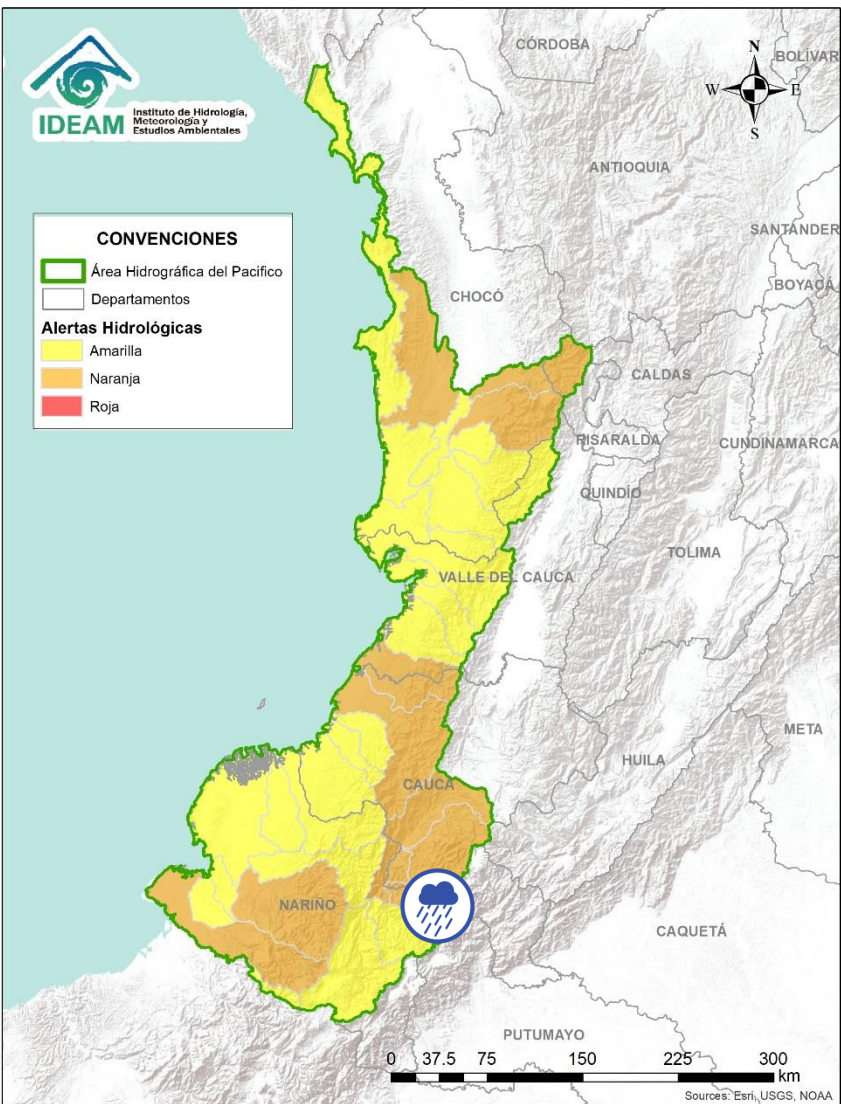 IDEAM
Instituto de Hidrología,
Meteorología y
Estudios Ambientales
N
W
E
S
CÓRDOBA
BOLÍVAR
ANTIOQUIA
SANTANDER
BOYACÁ
CONVENCIONES
Área Hidrográfica del Pacifico
Departamentos
Alertas Hidrológicas
Amarilla
Naranja
Roja
CHOCÓ
CALDAS
RISARALDA
CUNDINAMARCA
QUINDÍO
TOLIMA
VALLE DEL CAUCA
META
HUILA
CAUCA
NARIÑO
CAQUETÁ
PUTUMAYO
0 37.5 75 150 225 300
km
Sources: Esri, USGS, NOAA